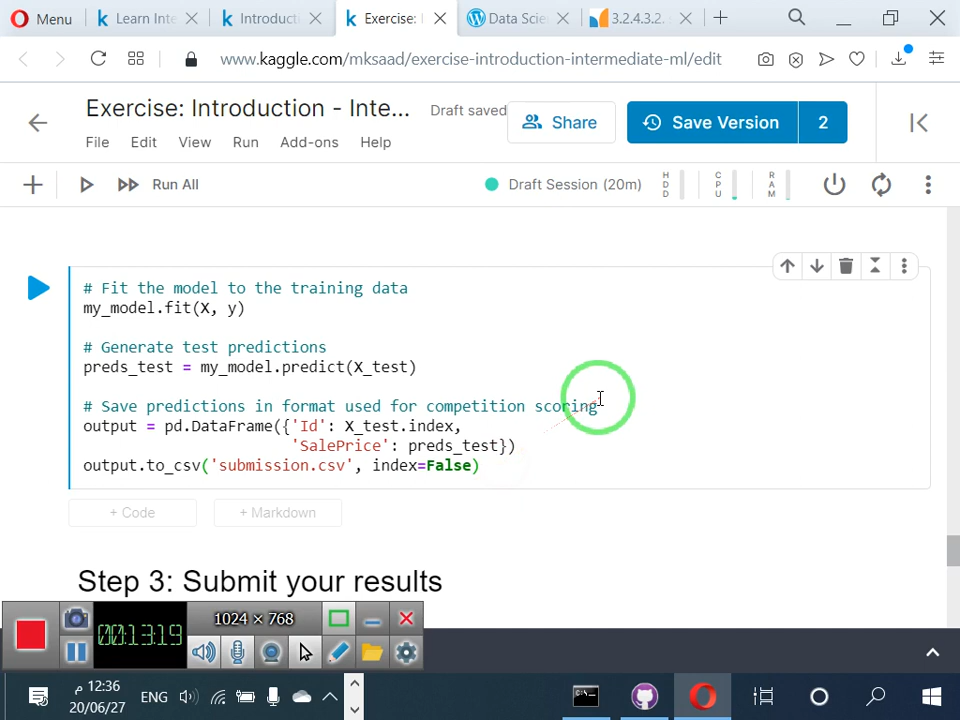 Menu
Learn Inte
Introducti
Exercise: I
Data Scie
3.2.4.3.2.
www.kaggle.com/mksaad/exercise-introduction-intermediate-ml/edit
Exercise: Introduction - Inte...
Draft saved
Share
Save Version
2
File Edit View Run Add-ons Help
Run All
Draft Session (20m)
HDD
CPU
RAM
# Fit the model to the training data
my_model.fit(X, y)
# Generate test predictions
preds_test = my_model.predict(X_test)
# Save predictions in format used for competition scoring
output = pd.DataFrame({'Id': X_test.index,
'SalePrice': preds_test})
output.to_csv('submission.csv', index=False)
+ Code
+ Markdown
Step 3: Submit your results
00:13:19
1024 × 768
12:36 م
20/06/27
ENG